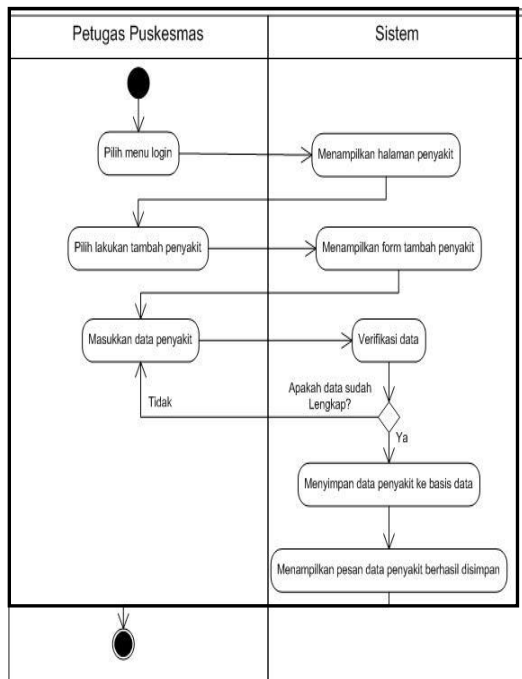 Petugas Puskesmas
Sistem
Pilih menu login
Menampilkan halaman penyakit
Pilih lakukan tambah penyakit
Menampilkan form tambah penyakit
Masukkan data penyakit
Verifikasi data
Apakah data sudah
Lengkap?
Tidak
Ya
Menyimpan data penyakit ke basis data
Menampilkan pesan data penyakit berhasil disimpan